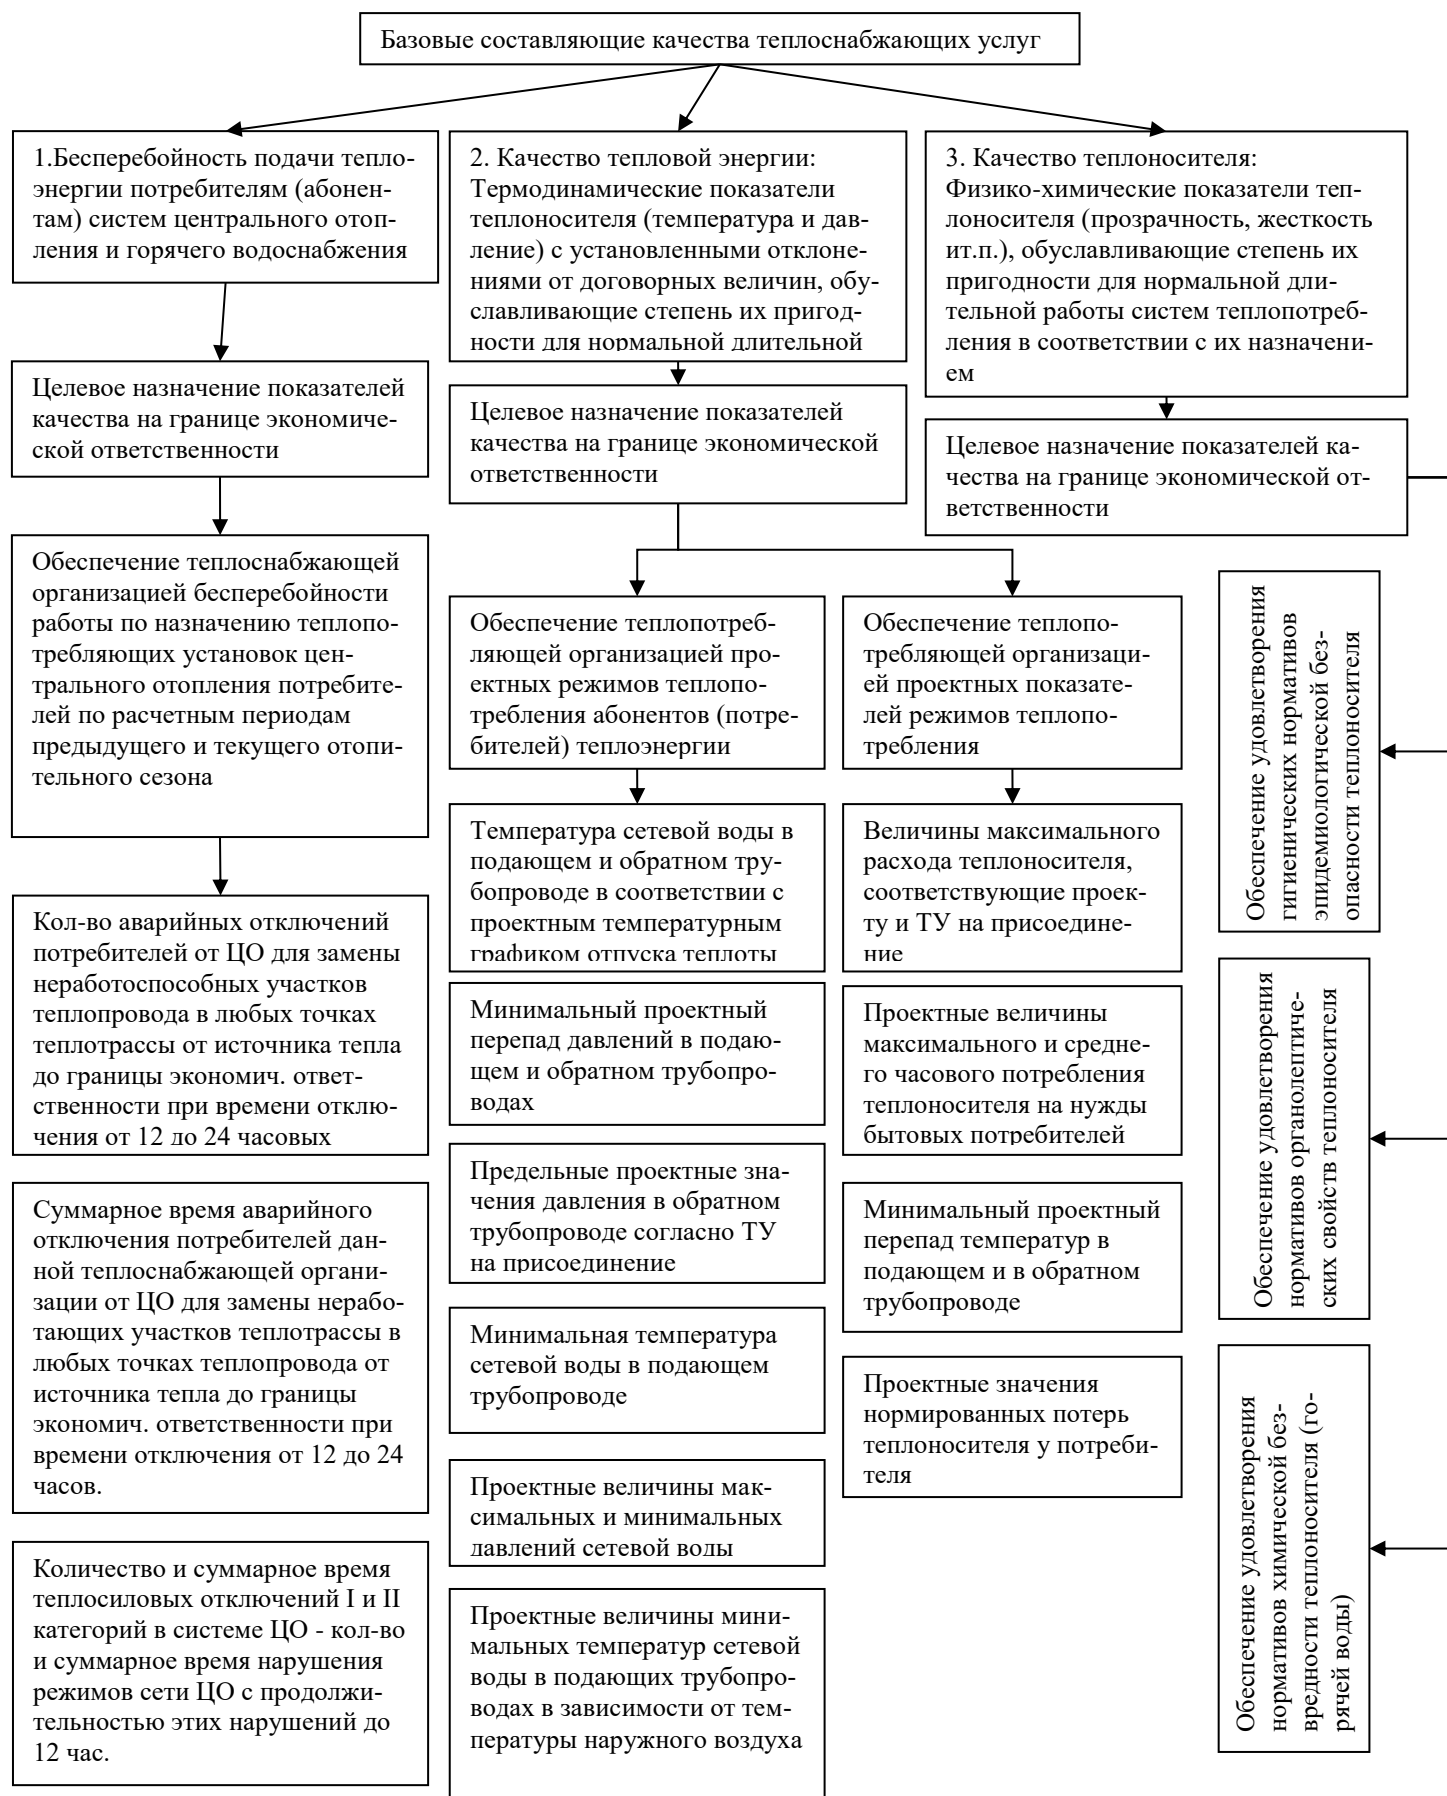 Базовые составляющие качества теплоснабжающих услуг
1.Бесперебойность подачи тепло-
энергии потребителям (абонен-
там) систем центрального отоп-
ления и горячего водоснабжения
2. Качество тепловой энергии:
Термодинамические показатели
теплоносителя (температура и дав-
ление) с установленными отклоне-
ниями от договорных величин, обу-
славливающие степень их пригод-
ности для нормальной длительной
3. Качество теплоносителя:
Физико-химические показатели теп-
лоносителя (прозрачность, жесткость
ит.п.), обуславливающие степень их
пригодности для нормальной дли-
тельной работы систем теплопотреб-
ления в соответствии с их назначени-
ем
Целевое назначение показателей
качества на границе экономиче-
ской ответственности
Целевое назначение показателей
качества на границе экономической
ответственности
Целевое назначение показателей ка-
чества на границе экономической от-
ветственности
Обеспечение теплоснабжающей
организацией бесперебойности
работы по назначению теплопо-
требляющих установок цен-
трального отопления потребите-
лей по расчетным периодам
предыдущего и текущего отопи-
тельного сезона
Кол-во аварийных отключений
потребителей от ЦО для замены
неработоспособных участков
теплопровода в любых точках
теплотрассы от источника тепла
до границы экономич. ответ-
ственности при времени отклю-
чения от 12 до 24 часовых
Суммарное время аварийного
отключения потребителей дан-
ной теплоснабжающей органи-
зации от ЦО для замены нерабо-
тающих участков теплотрассы в
любых точках теплопровода от
источника тепла до границы
экономич. ответственности при
времени отключения от 12 до 24
часов.
Количество и суммарное время
теплосиловых отключений I и II
категорий в системе ЦО - кол-во
и суммарное время нарушения
режимов сети ЦО с продолжи-
тельностью этих нарушений до
12 час.
Обеспечение теплопотреб-
ляющей организацией про-
ектных режимов теплопо-
требления абонентов (потре-
бителей) теплоэнергии
Температура сетевой воды в
подающем и обратном тру-
бопроводе в соответствии с
проектным температурным
графиком отпуска теплоты
Минимальный проектный
перепад давлений в подаю-
щем и обратном трубопро-
водах
Предельные проектные зна-
чения давления в обратном
трубопроводе согласно ТУ
на присоединение
Минимальная температура
сетевой воды в подающем
трубопроводе
Проектные величины мак-
симальных и минимальных
давлений сетевой воды
Проектные величины мини-
мальных температур сетевой
воды в подающих трубопро-
водах в зависимости от тем-
пературы наружного воздуха
Обеспечение теплопо-
требляющей организаци-
ей проектных показате-
лей режимов теплопо-
требления
Величины максимального
расхода теплоносителя,
соответствующие проек-
ту и ТУ на присоедине-
ние
Проектные величины
максимального и средне-
го часового потребления
теплоносителя на нужды
бытовых потребителей
Минимальный проектный
перепад температур в
подающем и в обратном
трубопроводе
Проектные значения
нормированных потерь
теплоносителя у потреби-
теля
Обеспечение удовлетворения
гигиенических нормативов
эпидемиологической без-
опасности теплоносителя
Обеспечение удовлетворения
нормативов органолептиче-
ских свойств теплоносителя
Обеспечение удовлетворения
нормативов химической без-
вредности теплоносителя (го-
рячей воды)